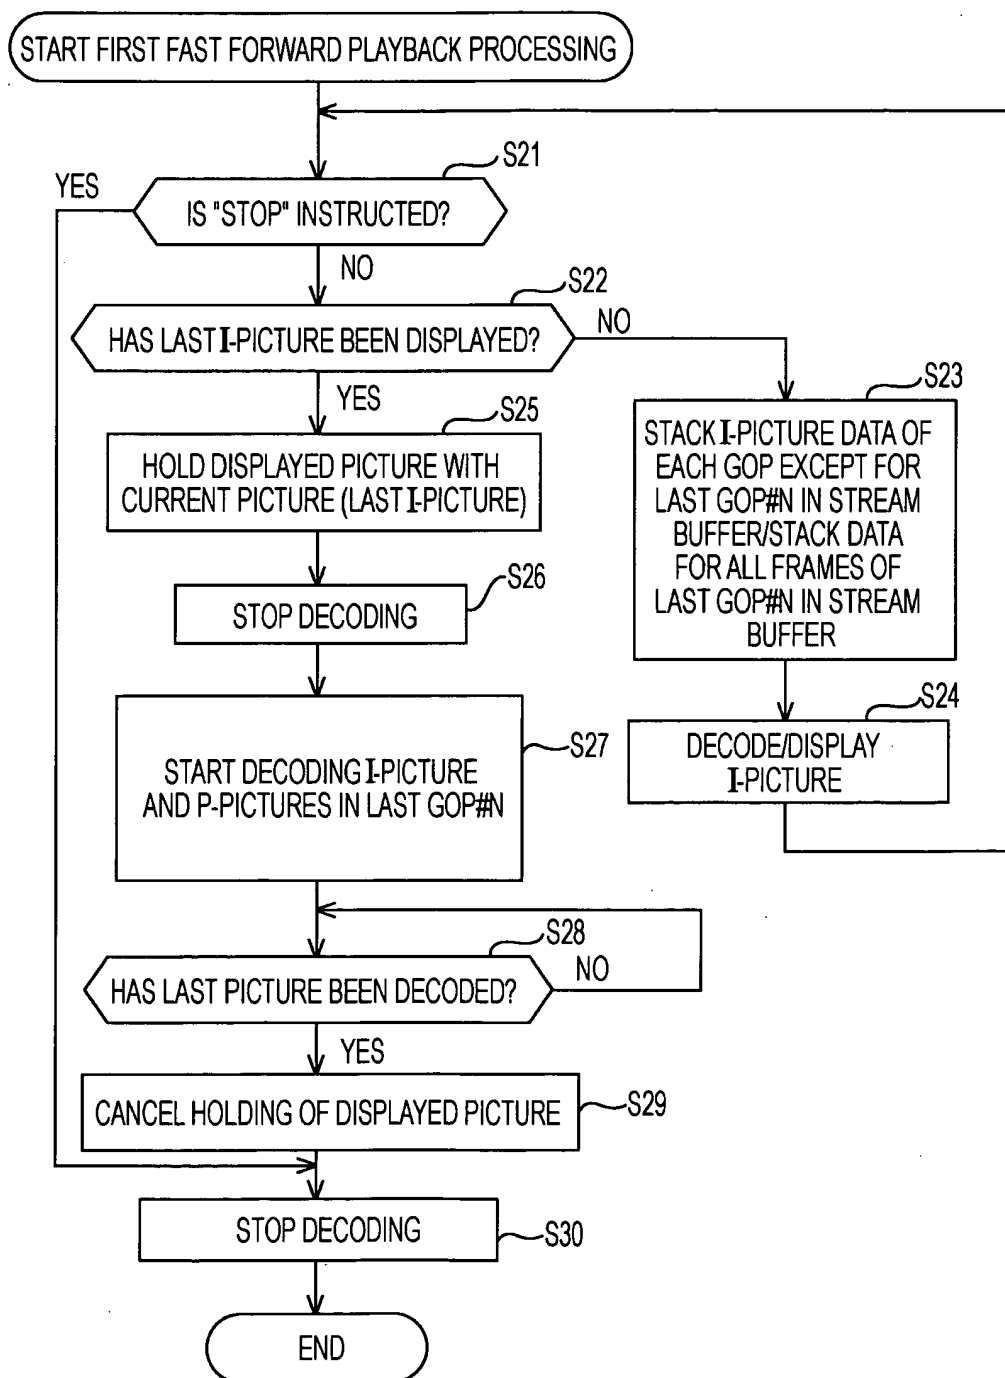 START FIRST FAST FORWARD PLAYBACK PROCESSING
S21
YES
IS "STOP" INSTRUCTED?
NO
S22
HAS LAST I-PICTURE BEEN DISPLAYED?
NO
YES
S23
STACK I-PICTURE DATA OF
EACH GOP EXCEPT FOR
LAST GOP#N IN STREAM
BUFFER/STACK DATA
FOR ALL FRAMES OF
LAST GOP#N IN STREAM
BUFFER
S25
HOLD DISPLAYED PICTURE WITH
CURRENT PICTURE (LAST I-PICTURE)
S26
STOP DECODING
S24
DECODE/DISPLAY
I-PICTURE
S27
START DECODING I-PICTURE
AND P-PICTURES IN LAST GOP#N
S28
HAS LAST PICTURE BEEN DECODED?
NO
YES
CANCEL HOLDING OF DISPLAYED PICTURE
S29
STOP DECODING
S30
END